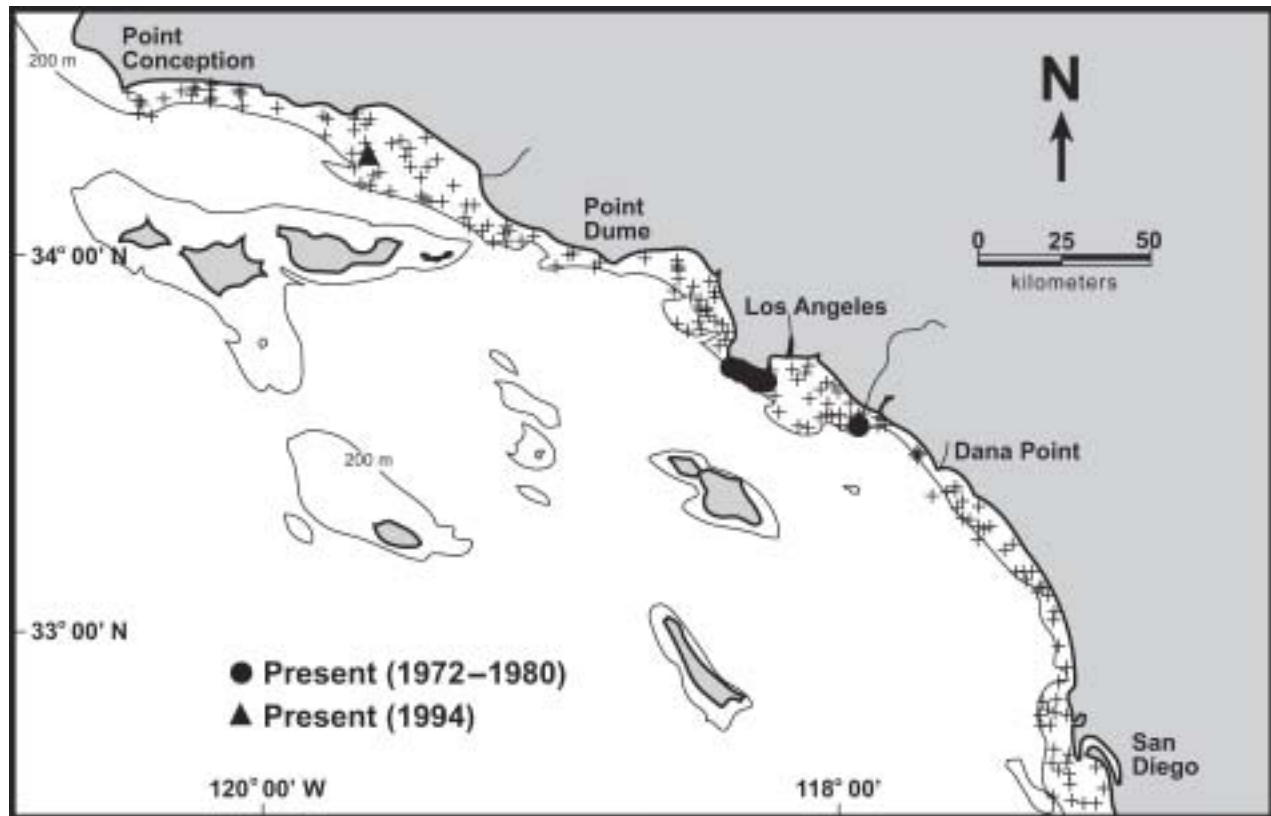 Point
Conception
200 m
N
Point
Dume
0 25 50
kilometers
34° 00' N
Los Angeles
Dana Point
200 m
33° 00' N
● Present (1972–1980)
▲ Present (1994)
San
Diego
120° 00' W
118° 00'